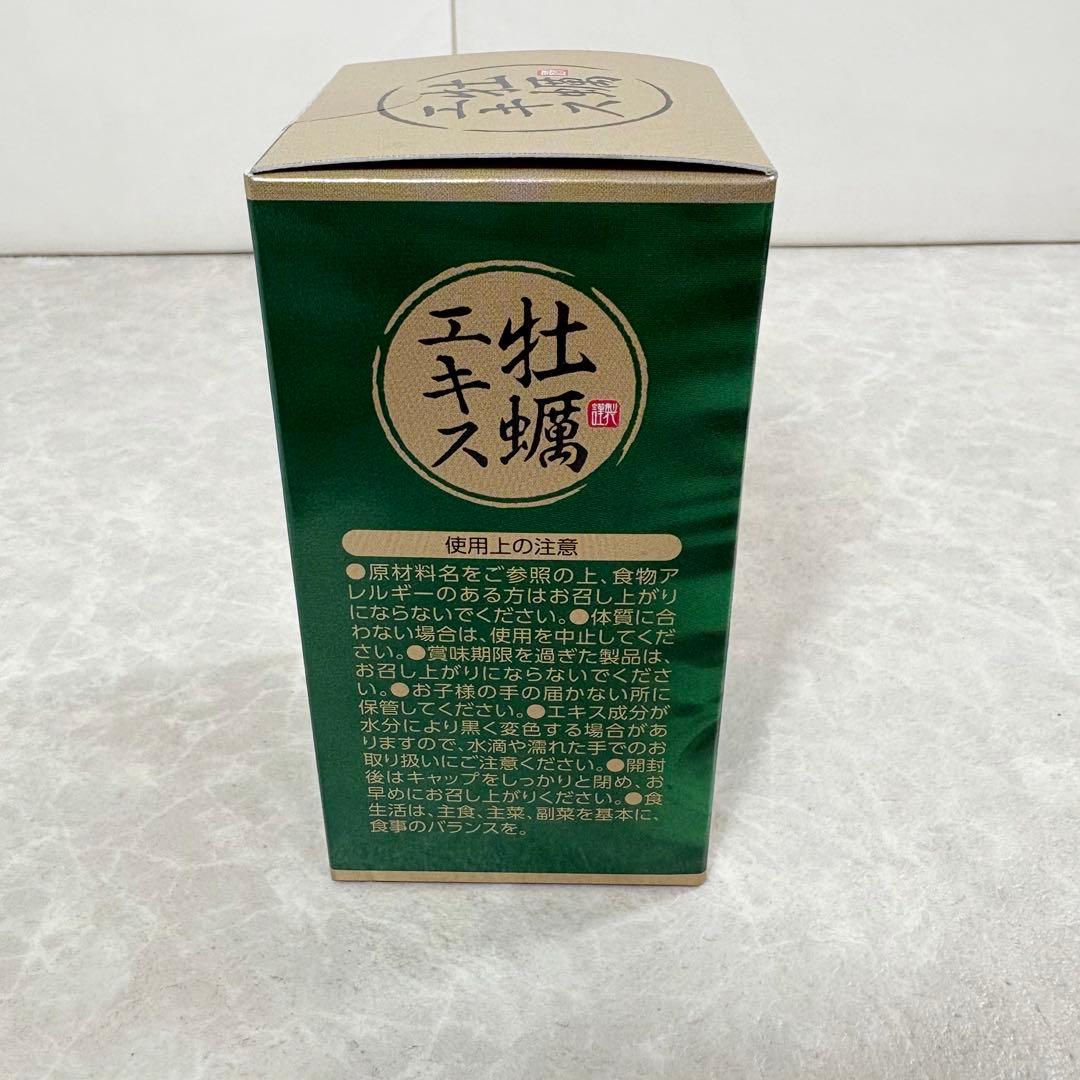 牡蠣
エキス
牡蠣
エキス
謹製
使用上の注意
●原材料名をご参照の上、食物ア
レルギーのある方はお召し上がり
にならないでください。●体質に合
わない場合は、使用を中止してくだ
さい。●賞味期限を過ぎた製品は、
お召し上がりにならないでくださ
い。●お子様の手の届かない所に
保管してください。●エキス成分が
水分により黒く変色する場合があ
りますので、水滴や濡れた手でのお
取り扱いにご注意ください。●開封
後はキャップをしっかりと閉め、お
早めにお召し上がりください。●食
生活は、主食、主菜、副菜を基本に、
食事のバランスを。